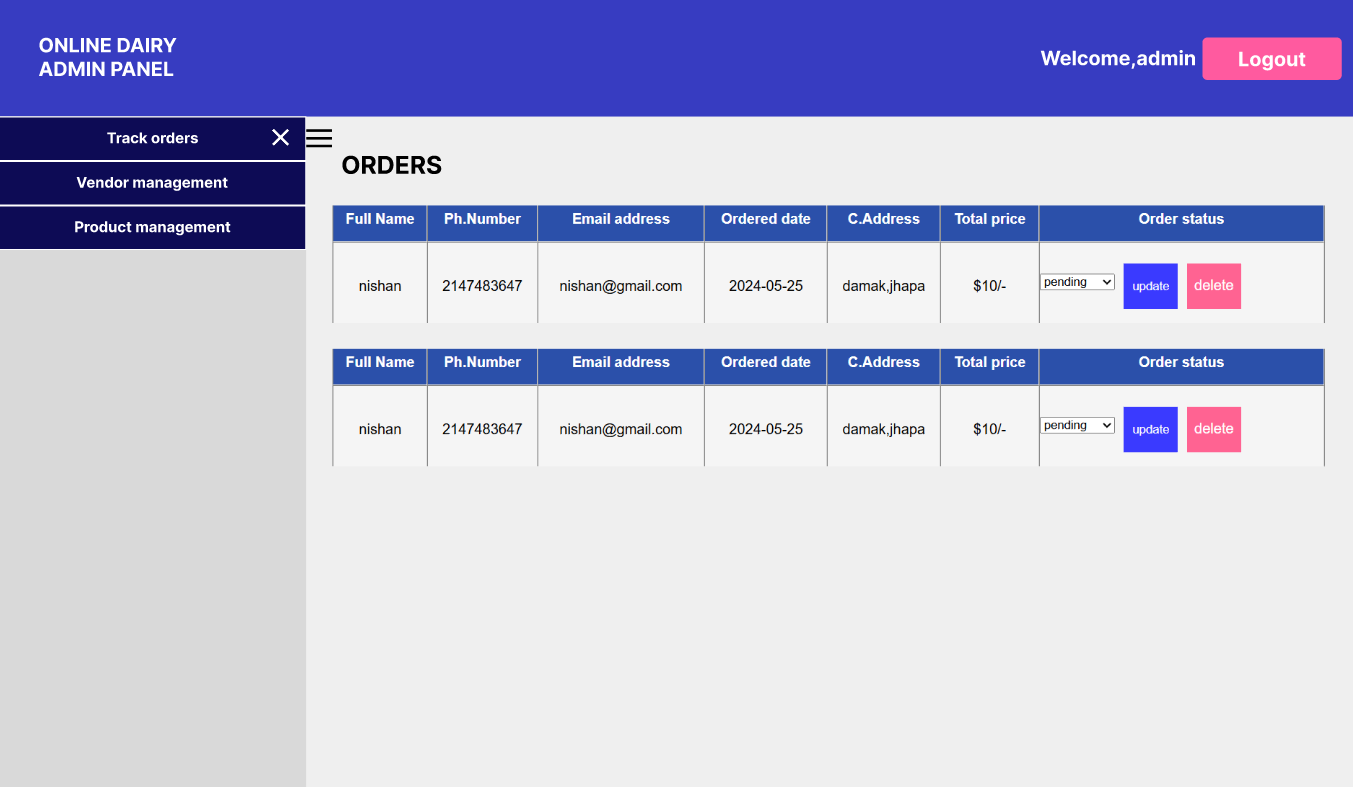 ONLINE DAIRY
ADMIN PANEL
Welcome,admin Logout
Track orders
Vendor management
Product management
ORDERS
Full Name Ph.Number Email address Ordered date C.Address Total price Order status
nishan 2147483647 nishan@gmail.com 2024-05-25 damak,jhapa $10/- pending update delete
Full Name Ph.Number Email address Ordered date C.Address Total price Order status
nishan 2147483647 nishan@gmail.com 2024-05-25 damak,jhapa $10/- pending update delete